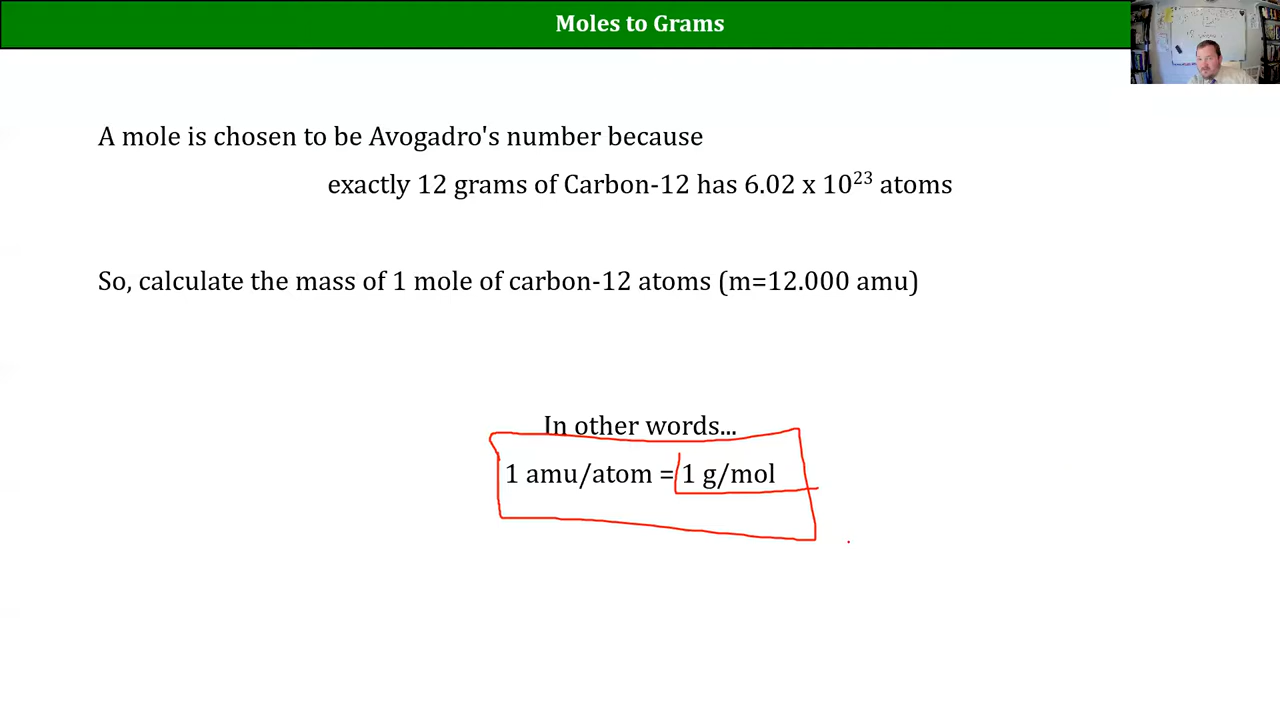 Moles to Grams
A mole is chosen to be Avogadro's number because
exactly 12 grams of Carbon-12 has 6.02 x 10²³ atoms
So, calculate the mass of 1 mole of carbon-12 atoms (m=12.000 amu)
In other words...
1 amu/atom = 1 g/mol